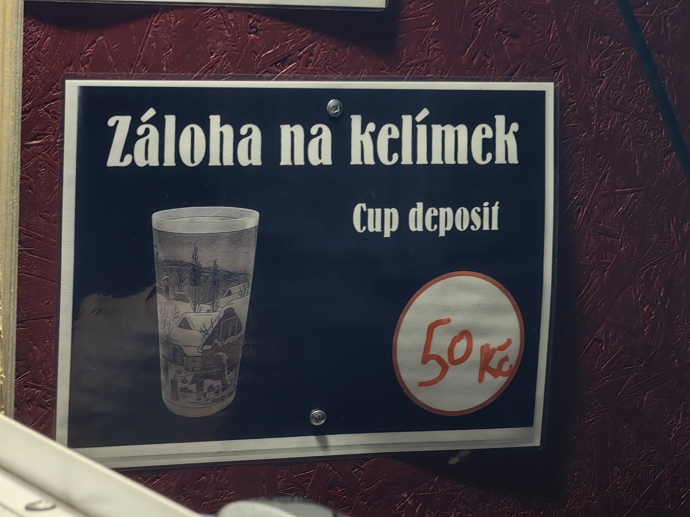 Záloha na kelímek
Cup deposit
50 Kč